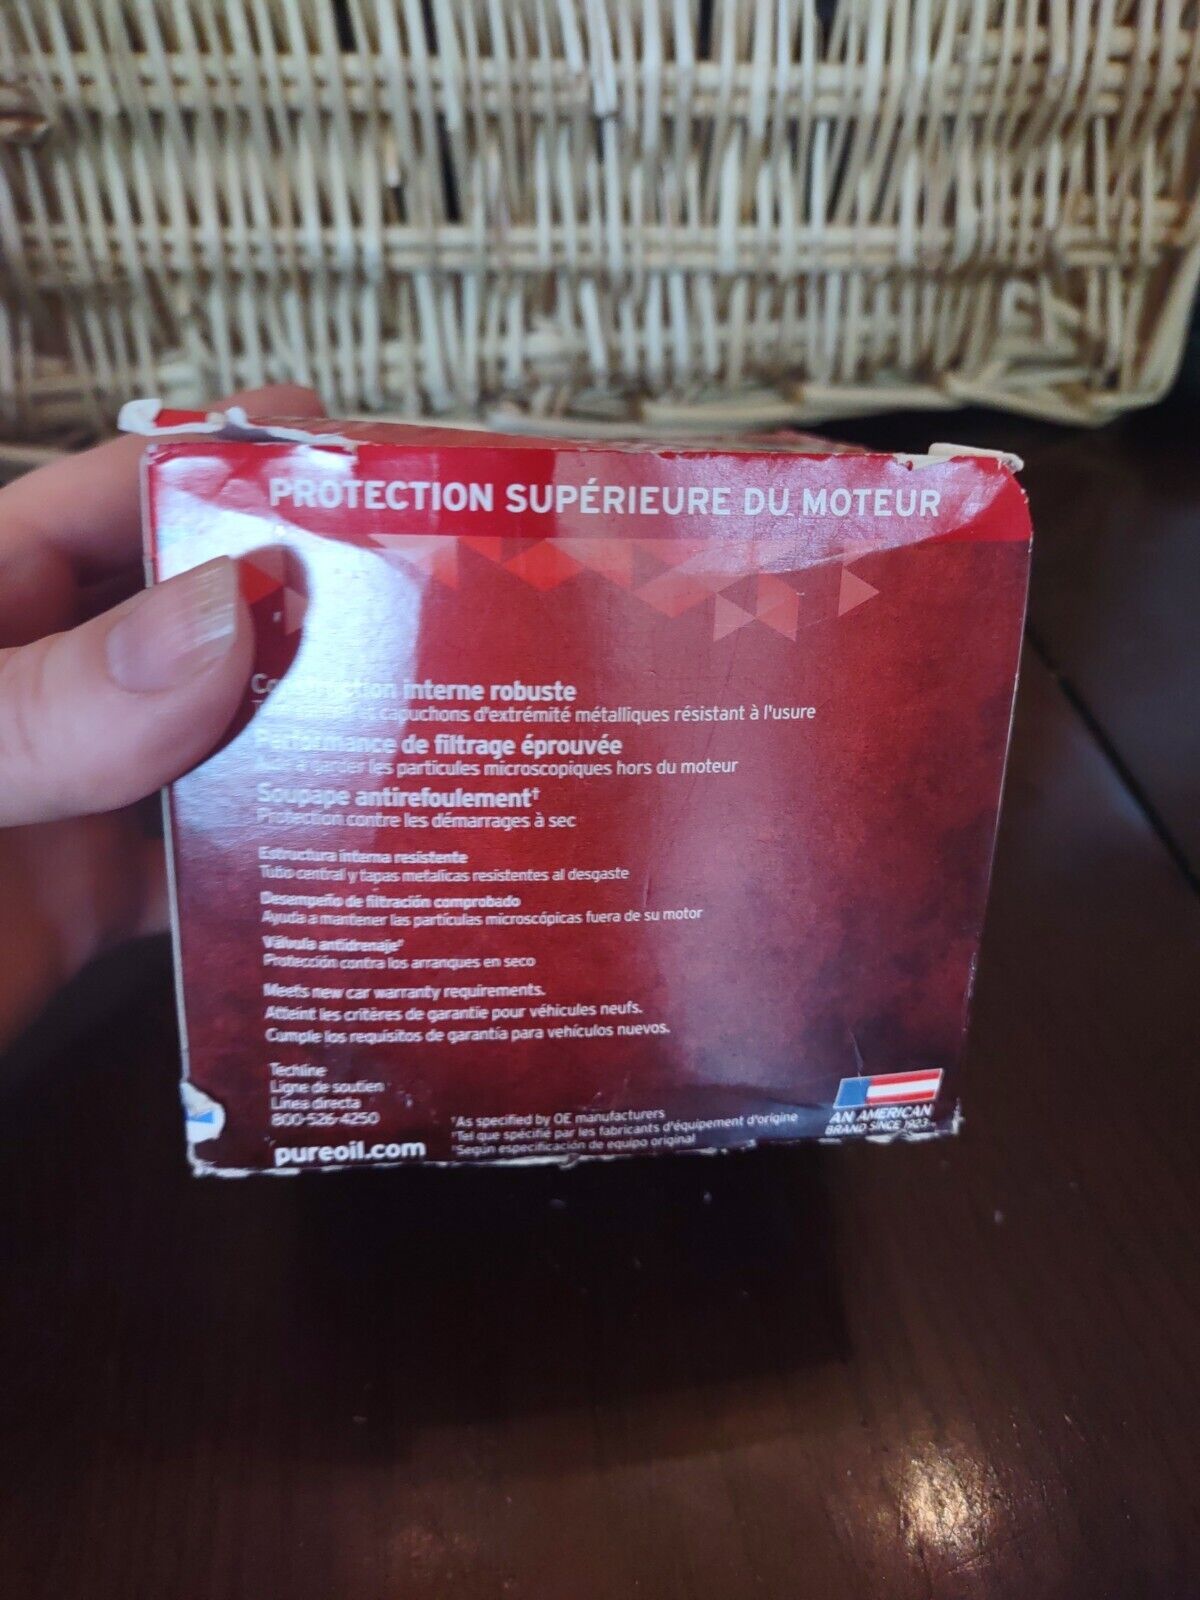 PROTECTION SUPÉRIEURE DU MOTEUR
Construction interne robuste
capuchons d'extrémité métalliques résistant à l'usure
Performance de filtrage éprouvée
Aide à garder les particules microscopiques hors du moteur
Soupape antirefoulement†
Protection contre les démarrages à sec
Estructura interna resistente
Tubo central y tapas metalicas resistentes al desgaste
Desempeño de filtración comprobado
Ayuda a mantener las partículas microscópicas fuera de su motor
Válvula antidrenaje†
Protección contra los arranques en seco
Meets new car warranty requirements.
Atteint les critères de garantie pour véhicules neufs.
Cumple los requisitos de garantía para vehículos nuevos.
Techline
Ligne de soutien
Línea directa
800-526-4250
pureoil.com
†As specified by OE manufacturers
†Tel que spécifié par les fabricants d'équipement d'origine
†Según especificación de equipo original
AN AMERICAN
BRAND SINCE 1923